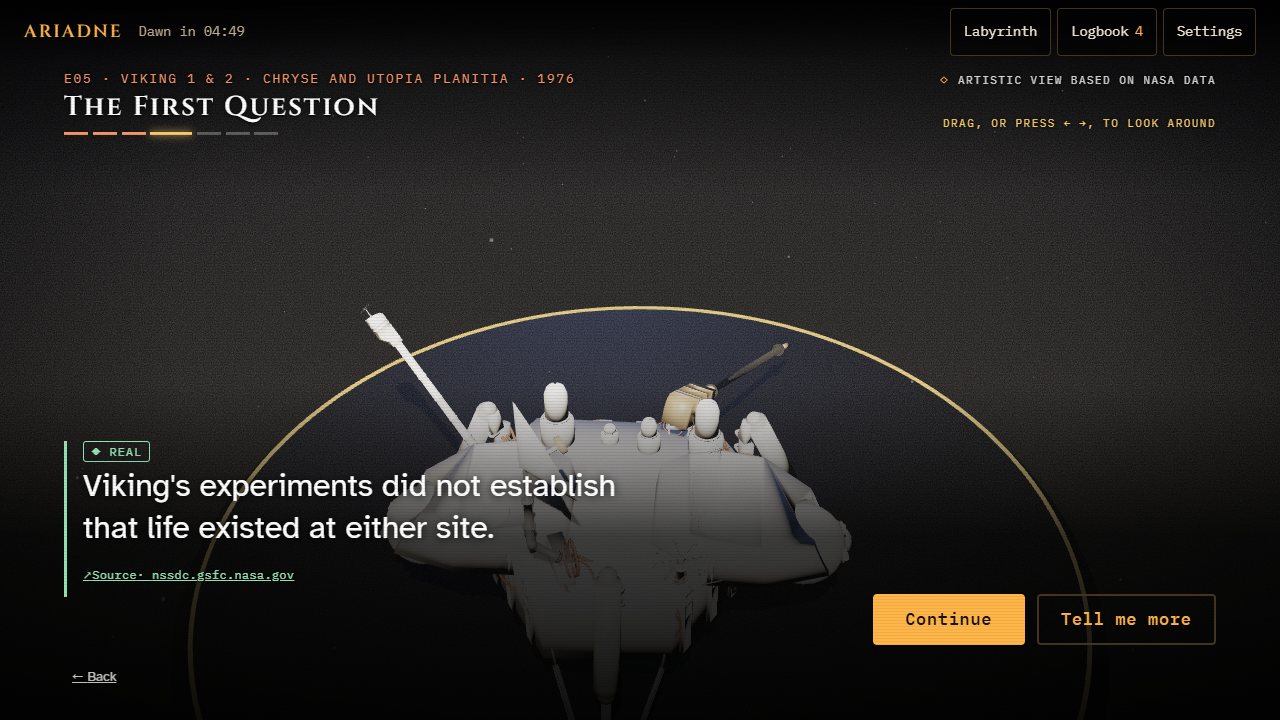 ARIADNE Dawn in 04:49
Labyrinth
Logbook 4
Settings
E05 · VIKING 1 & 2 · CHRYSE AND UTOPIA PLANITIA · 1976
The First Question
◇ ARTISTIC VIEW BASED ON NASA DATA
DRAG, OR PRESS ← →, TO LOOK AROUND
◆ REAL
Viking's experiments did not establish
that life existed at either site.
↗Source· nssdc.gsfc.nasa.gov
Continue
Tell me more
← Back